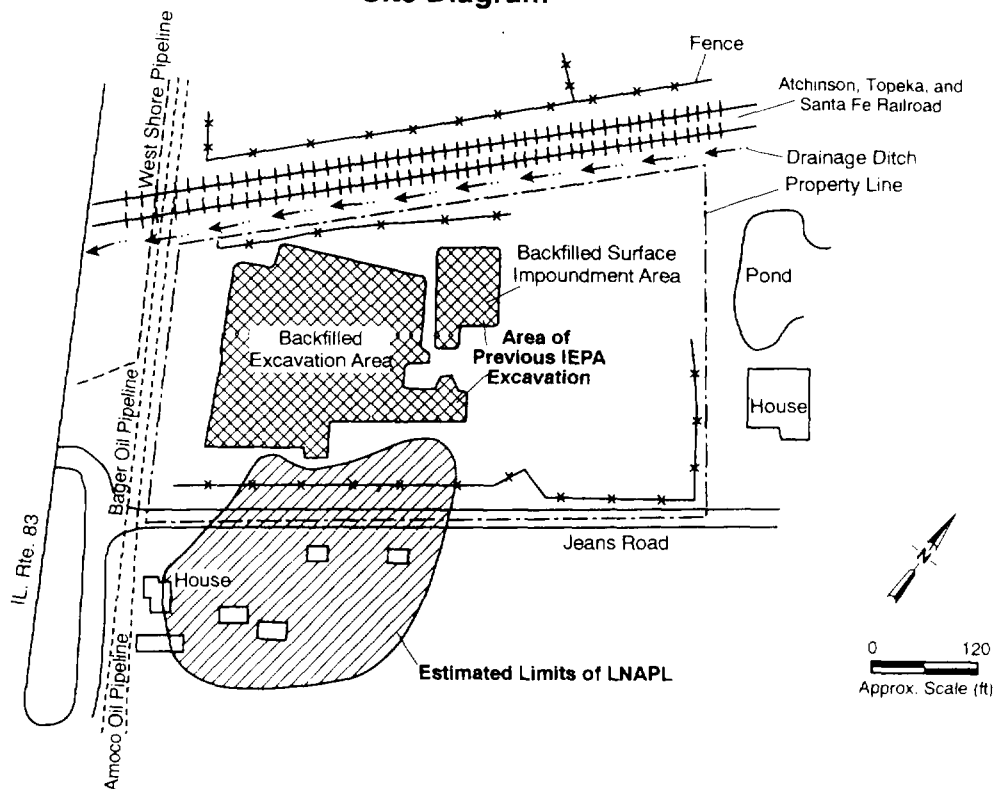 Site Diagram
Fence
Atchinson, Topeka, and
Santa Fe Railroad
Drainage Ditch
Property Line
West Shore Pipeline
Backfilled Surface
Impoundment Area
Pond
Backfilled
Excavation Area
Area of
Previous IEPA
Excavation
House
Bager Oil Pipeline
IL. Rte. 83
Jeans Road
House
N
Amoco Oil Pipeline
Estimated Limits of LNAPL
0 120
Approx. Scale (ft)